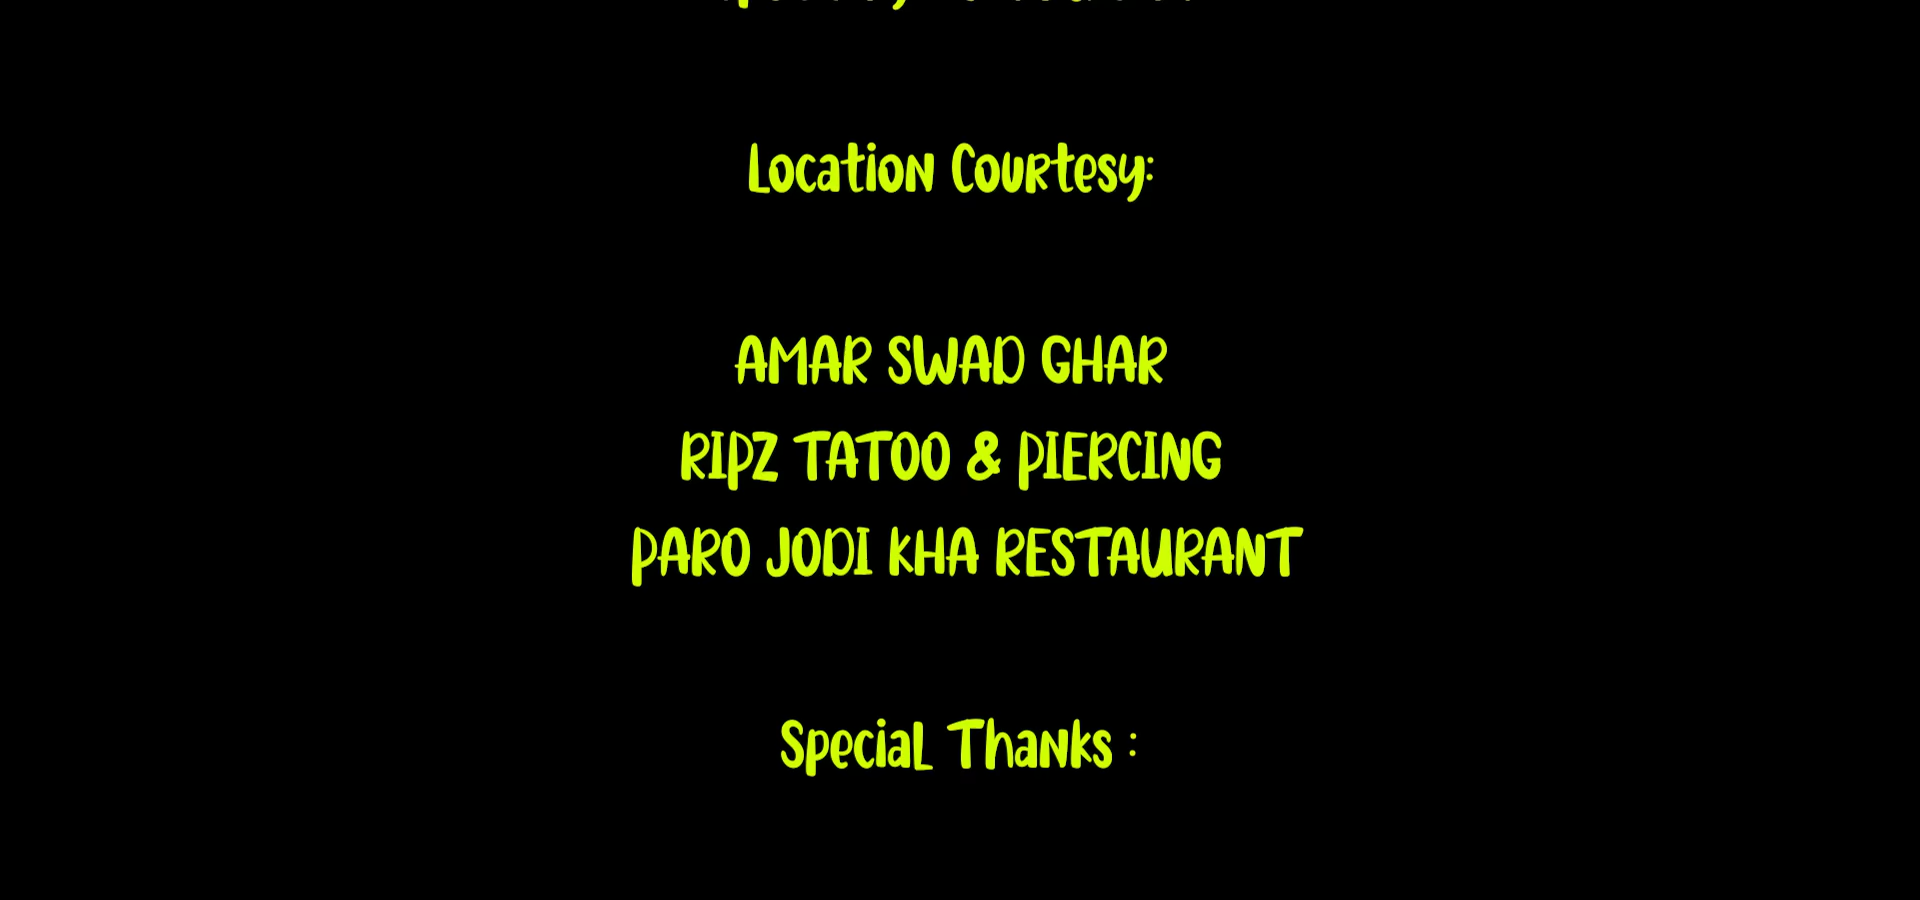 Location Courtesy:
AMAR SWAD GHAR
RIPZ TATOO & PIERCING
PARO JODI KHA RESTAURANT
Special Thanks :